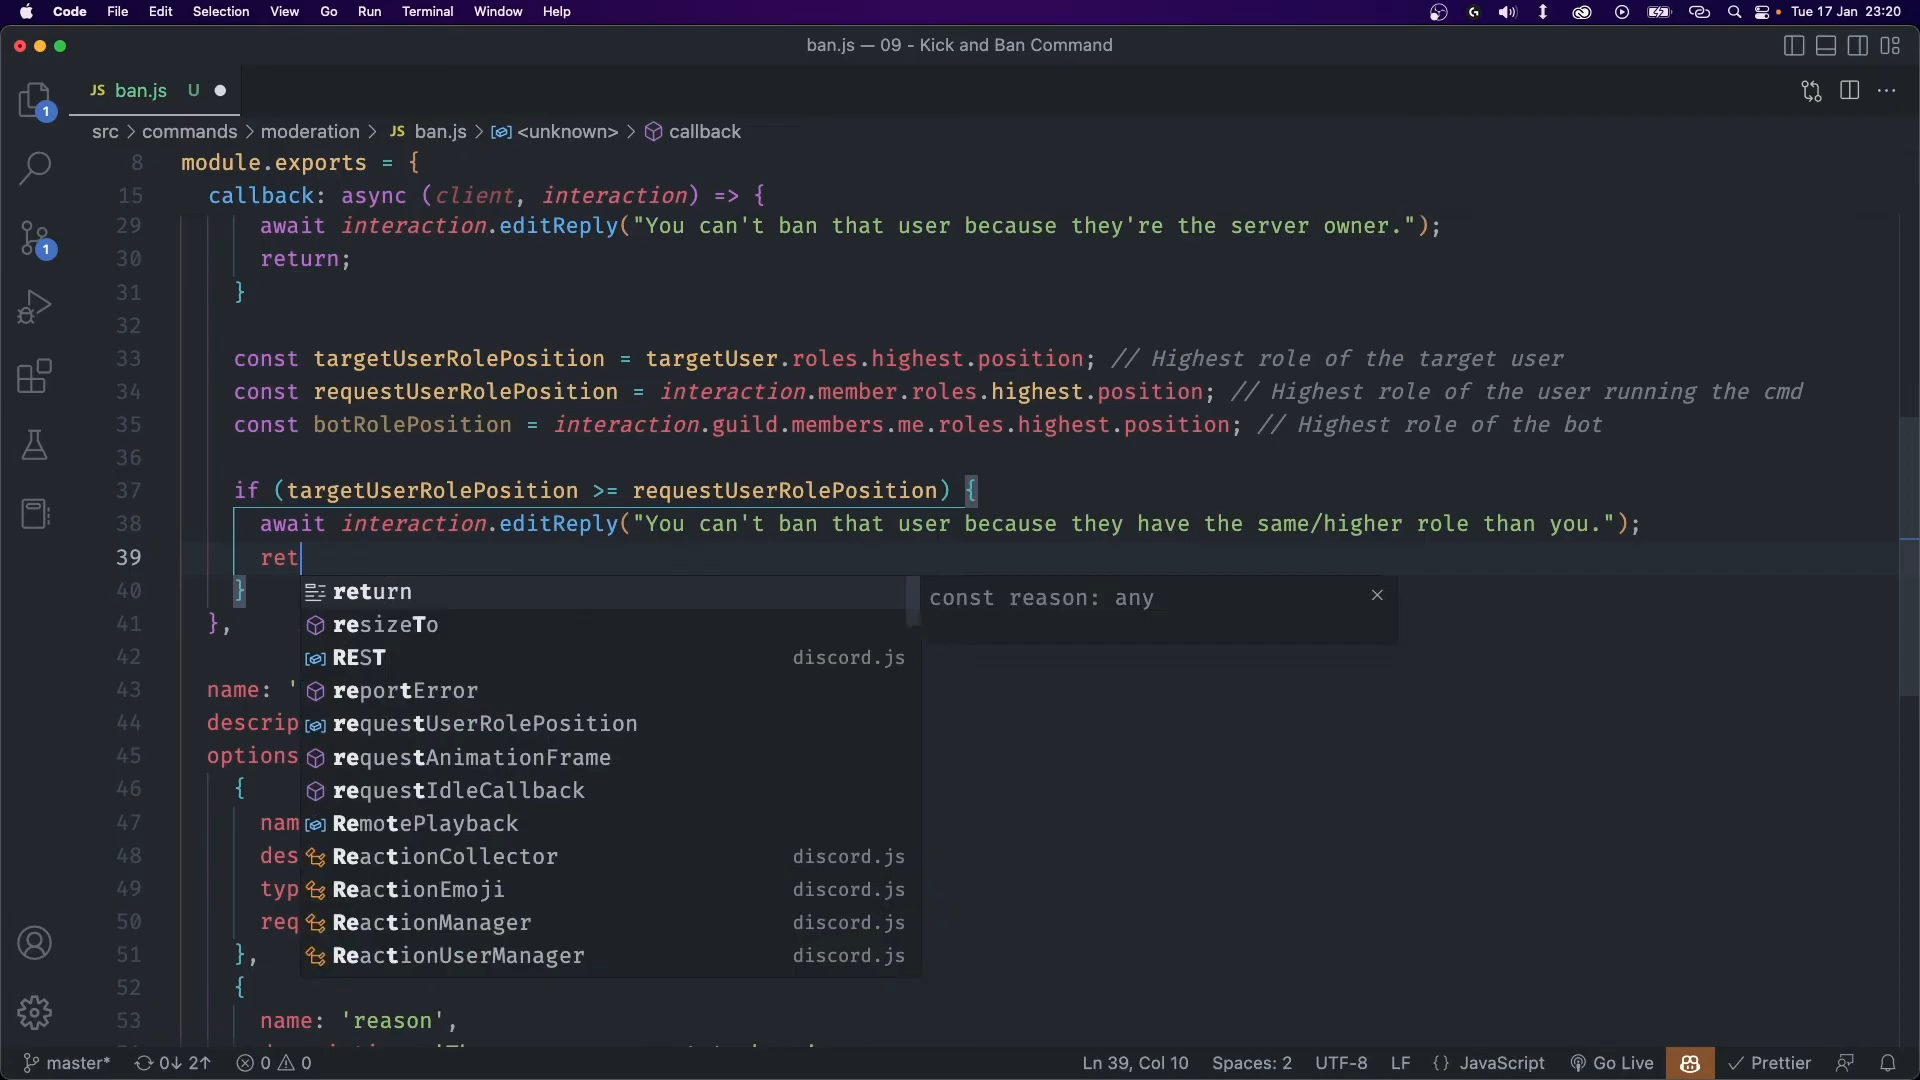 Code File Edit Selection View Go Run Terminal Window Help Tue 17 Jan 23:20
ban.js — 09 - Kick and Ban Command
JS ban.js U
src > commands > moderation > JS ban.js > <unknown> > callback
8 module.exports = {
15 callback: async (client, interaction) => {
29 await interaction.editReply("You can't ban that user because they're the server owner.");
30 return;
31 }
32
33 const targetUserRolePosition = targetUser.roles.highest.position; // Highest role of the target user
34 const requestUserRolePosition = interaction.member.roles.highest.position; // Highest role of the user running the cmd
35 const botRolePosition = interaction.guild.members.me.roles.highest.position; // Highest role of the bot
36
37 if (targetUserRolePosition >= requestUserRolePosition) {
38 await interaction.editReply("You can't ban that user because they have the same/higher role than you.");
39 ret
40 } return const reason: any
41 }, resizeTo
42 REST discord.js
43 name: ' reportError
44 descrip requestUserRolePosition
45 options requestAnimationFrame
46 { requestIdleCallback
47 nam RemotePlayback
48 des ReactionCollector discord.js
49 typ ReactionEmoji discord.js
50 req ReactionManager discord.js
51 }, ReactionUserManager discord.js
52 {
53 name: 'reason',
master* 0↓ 2↑ 0 0 Ln 39, Col 10 Spaces: 2 UTF-8 LF {} JavaScript Go Live Prettier